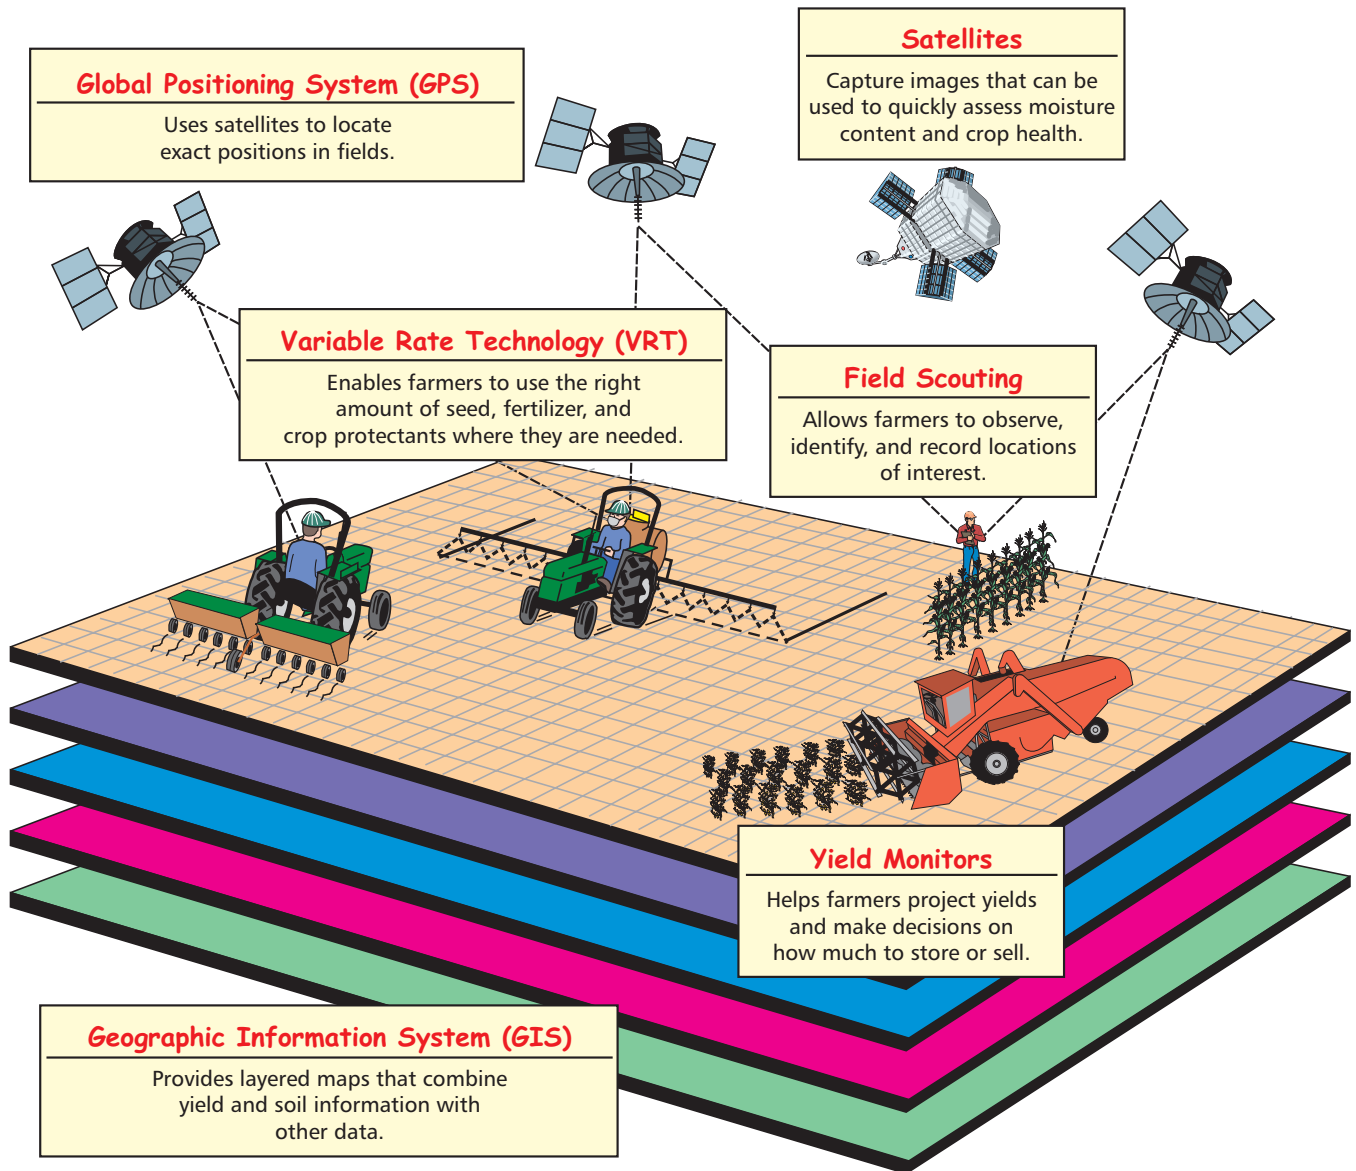 Global Positioning System (GPS)
Uses satellites to locate
exact positions in fields.
Satellites
Capture images that can be
used to quickly assess moisture
content and crop health.
Variable Rate Technology (VRT)
Enables farmers to use the right
amount of seed, fertilizer, and
crop protectants where they are needed.
Field Scouting
Allows farmers to observe,
identify, and record locations
of interest.
Yield Monitors
Helps farmers project yields
and make decisions on
how much to store or sell.
Geographic Information System (GIS)
Provides layered maps that combine
yield and soil information with
other data.